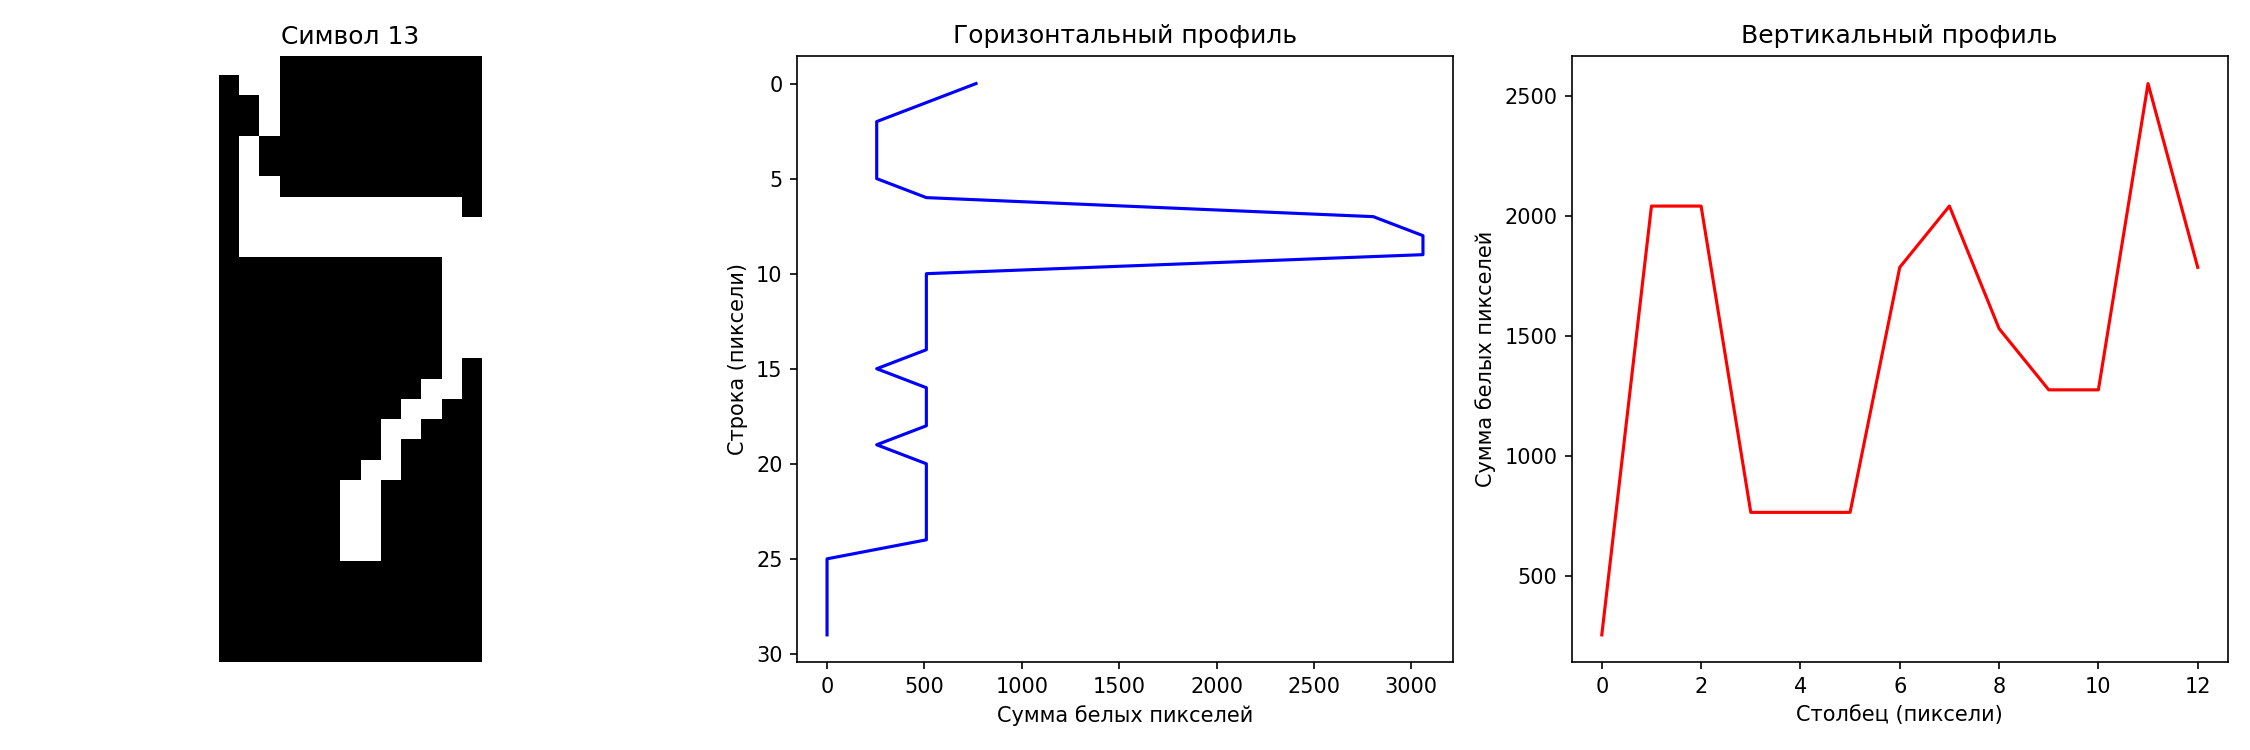 Символ 13
Горизонтальный профиль
0
5
10
15
20
25
30
Строка (пиксели)
0 500 1000 1500 2000 2500 3000
Сумма белых пикселей
Вертикальный профиль
2500
2000
1500
1000
500
Сумма белых пикселей
0 2 4 6 8 10 12
Столбец (пиксели)